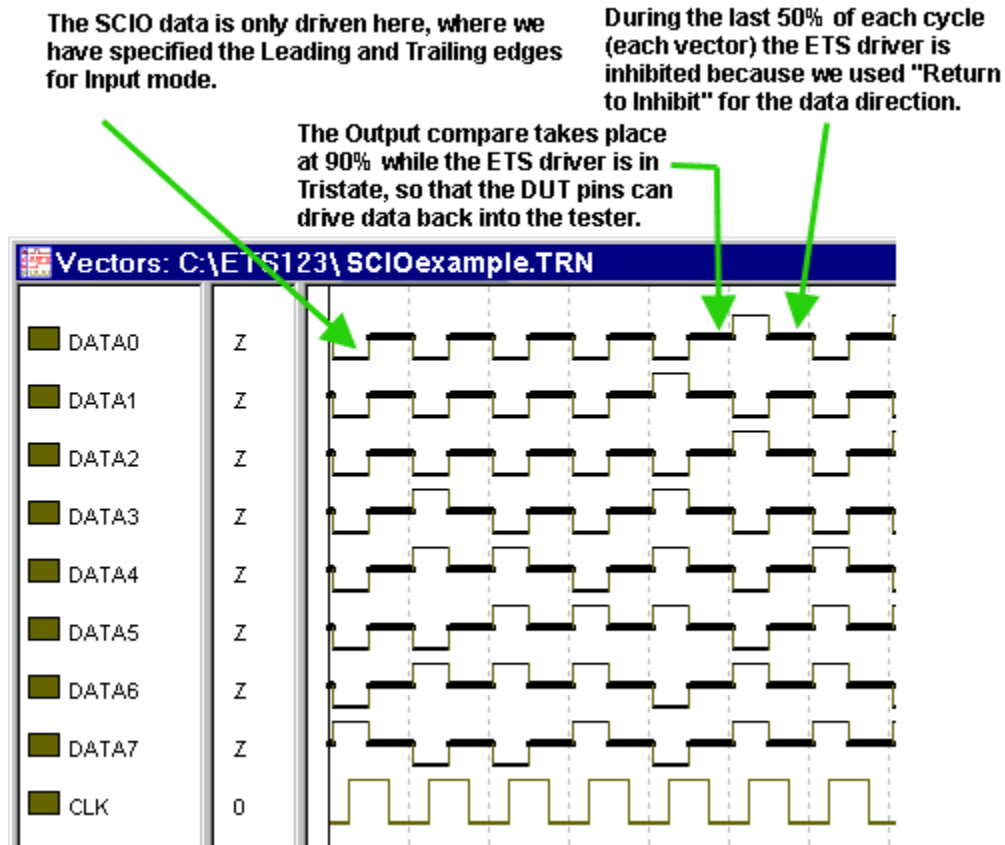 The SCIO data is only driven here, where we
have specified the Leading and Trailing edges
for Input mode.
During the last 50% of each cycle
(each vector) the ETS driver is
inhibited because we used "Return
to Inhibit" for the data direction.
The Output compare takes place
at 90% while the ETS driver is in
Tristate, so that the DUT pins can
drive data back into the tester.
Vectors: C:\ETS123\SCIOexample.TRN
DATA0 Z
DATA1 Z
DATA2 Z
DATA3 Z
DATA4 Z
DATA5 Z
DATA6 Z
DATA7 Z
CLK 0